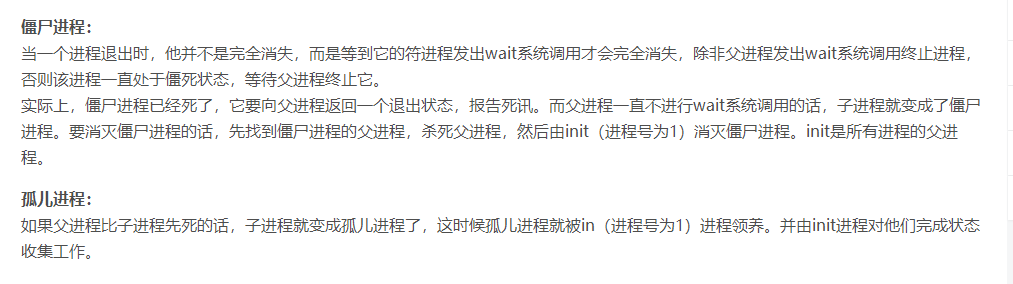 僵尸进程：
当一个进程退出时，他并不是完全消失，而是等到它的符进程发出wait系统调用才会完全消失，除非父进程发出wait系统调用终止进程，
否则该进程一直处于僵死状态，等待父进程终止它。
实际上，僵尸进程已经死了，它要向父进程返回一个退出状态，报告死讯。而父进程一直不进行wait系统调用的话，子进程就变成了僵尸
进程。要消灭僵尸进程的话，先找到僵尸进程的父进程，杀死父进程，然后由init（进程号为1）消灭僵尸进程。init是所有进程的父进
程。
孤儿进程：
如果父进程比子进程先死的话，子进程就变成孤儿进程了，这时候孤儿进程就被in（进程号为1）进程领养。并由init进程对他们完成状态
收集工作。